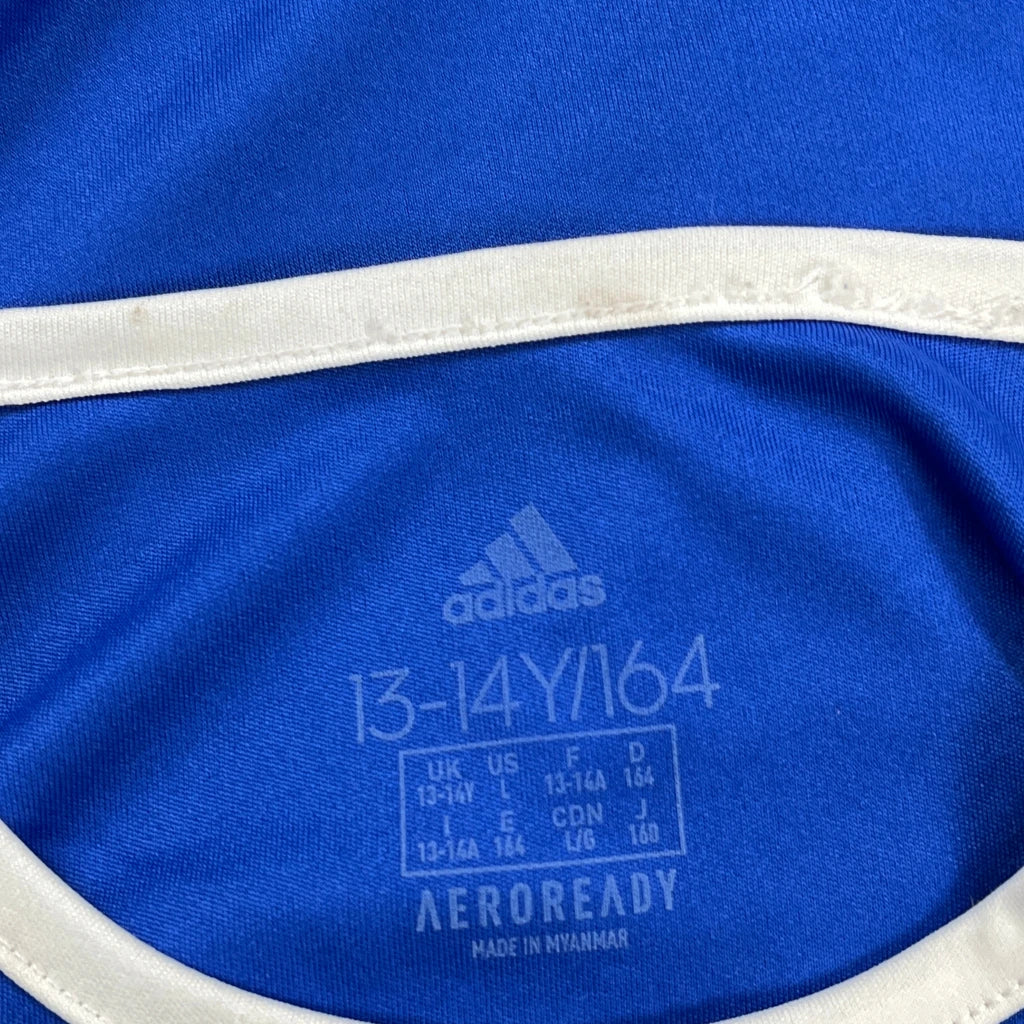 adidas
13-14Y/164
UK US F D
13-14Y L 13-14A 164
I E CDN J
13-14A 164 L/G 160
AEROREADY
MADE IN MYANMAR